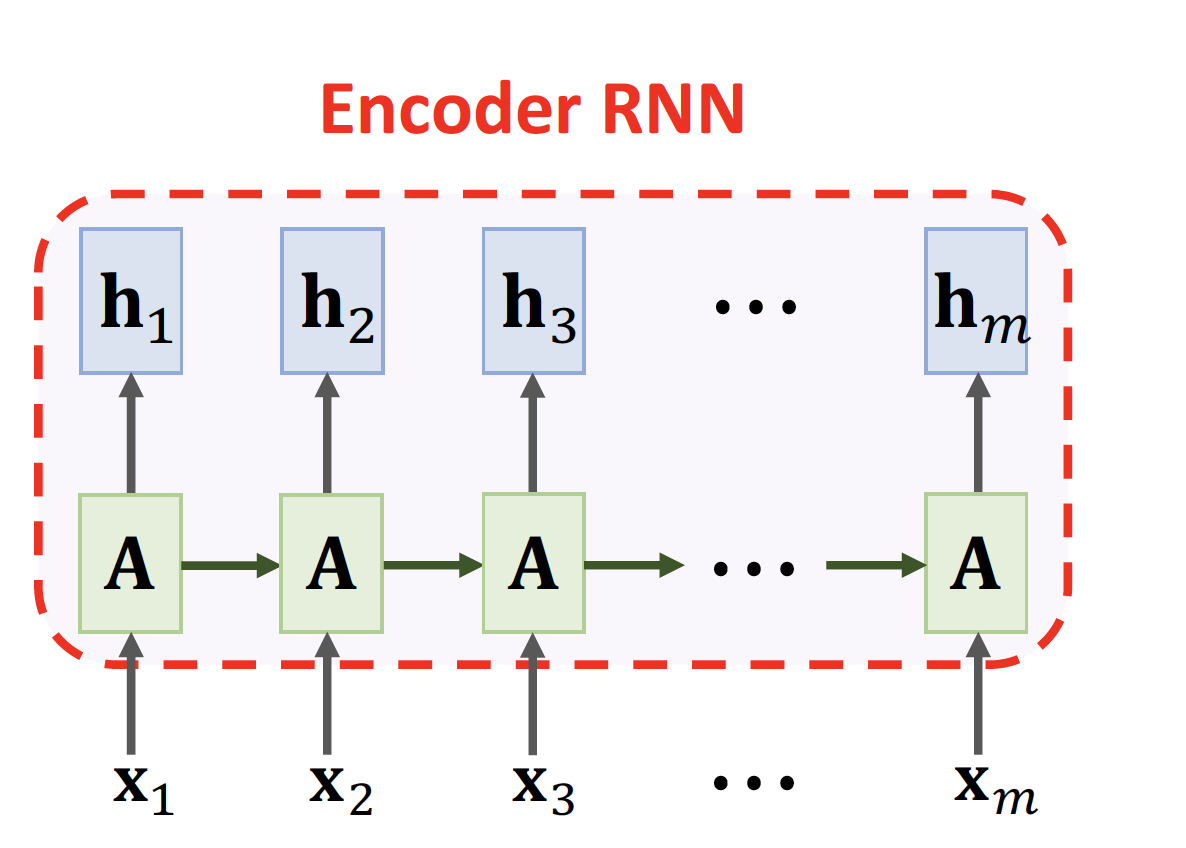 Encoder RNN
h₁ h₂ h₃ ··· hₘ
A A A ··· A
x₁ x₂ x₃ ··· xₘ